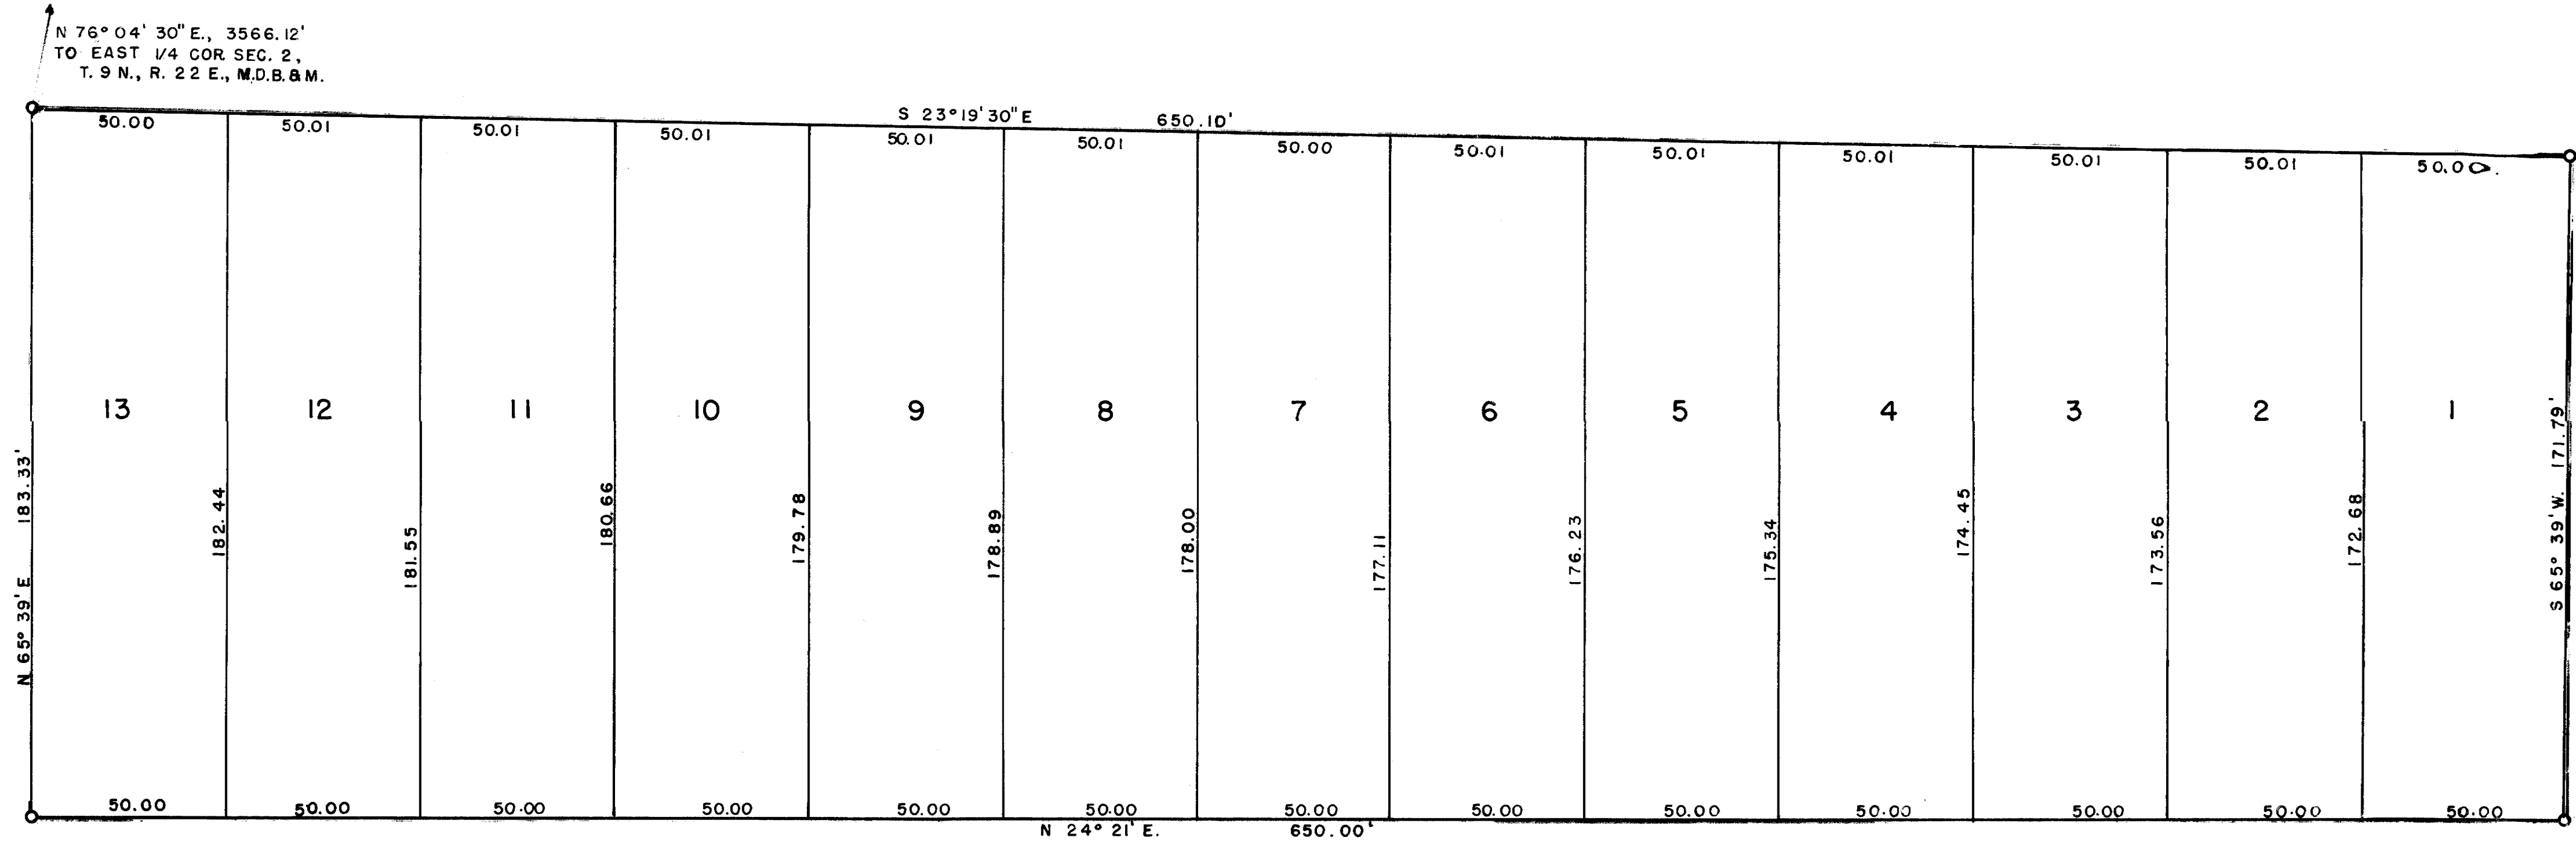 N 76° 04' 30" E., 3566.12'
TO EAST 1/4 COR. SEC. 2,
T. 9 N., R. 22 E., M.D.B.&M.
S 23°19'30" E 650.10'
50.00 50.01 50.01 50.01 50.01 50.01 50.00 50.01 50.01 50.01 50.01 50.01 50.00
13 12 11 10 9 8 7 6 5 4 3 2 1
N 65° 39' E 183.33'
182.44
181.55
180.66
179.78
178.89
178.00
177.11
176.23
175.34
174.45
173.56
172.68
S 65° 39' W. 171.79'
50.00 50.00 50.00 50.00 50.00 50.00 50.00 50.00 50.00 50.00 50.00 50.00 50.00
N 24° 21' E. 650.00'